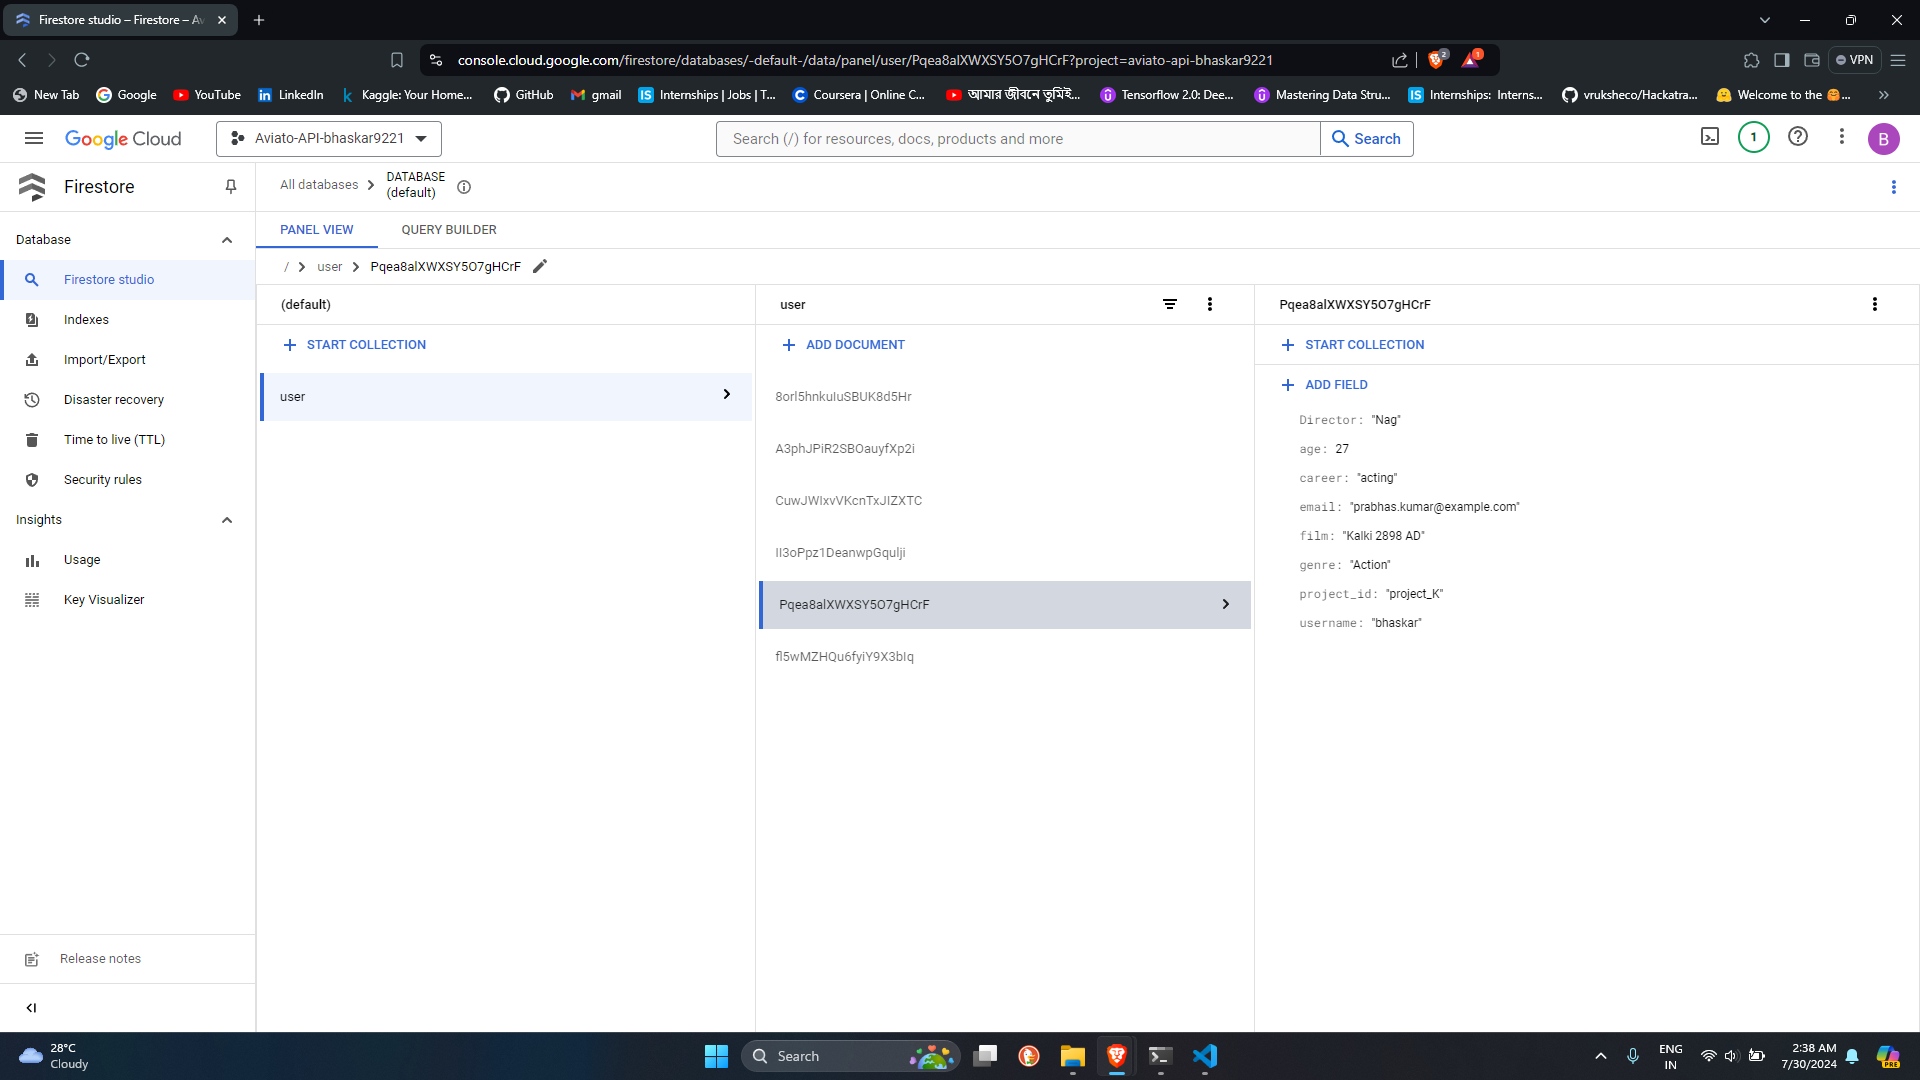 Firestore studio – Firestore – Av
console.cloud.google.com/firestore/databases/-default-/data/panel/user/Pqea8alXWXSY5O7gHCrF?project=aviato-api-bhaskar9221
2
1
VPN
New Tab
Google
YouTube
LinkedIn
Kaggle: Your Home...
GitHub
gmail
Internships | Jobs | T...
Coursera | Online C...
আমার জীবনে তুমিই...
Tensorflow 2.0: Dee...
Mastering Data Stru...
Internships: Interns...
vruksheco/Hackatra...
Welcome to the 🤗...
Google Cloud
Aviato-API-bhaskar9221
Search (/) for resources, docs, products and more
Search
1
B
Firestore
All databases
DATABASE
(default)
Database
PANEL VIEW
QUERY BUILDER
/ > user > Pqea8alXWXSY5O7gHCrF
Firestore studio
Indexes
Import/Export
Disaster recovery
Time to live (TTL)
Security rules
Insights
Usage
Key Visualizer
Release notes
(default)
START COLLECTION
user
user
ADD DOCUMENT
8orl5hnkuIuSBUK8d5Hr
A3phJPiR2SBOauyfXp2i
CuwJWIxvVKcnTxJIZXTC
II3oPpz1DeanwpGqulji
Pqea8alXWXSY5O7gHCrF
fl5wMZHQu6fyiY9X3bIq
Pqea8alXWXSY5O7gHCrF
START COLLECTION
ADD FIELD
Director: "Nag"
age: 27
career: "acting"
email: "prabhas.kumar@example.com"
film: "Kalki 2898 AD"
genre: "Action"
project_id: "project_K"
username: "bhaskar"
28°C
Cloudy
Search
ENG
IN
2:38 AM
7/30/2024
PRE